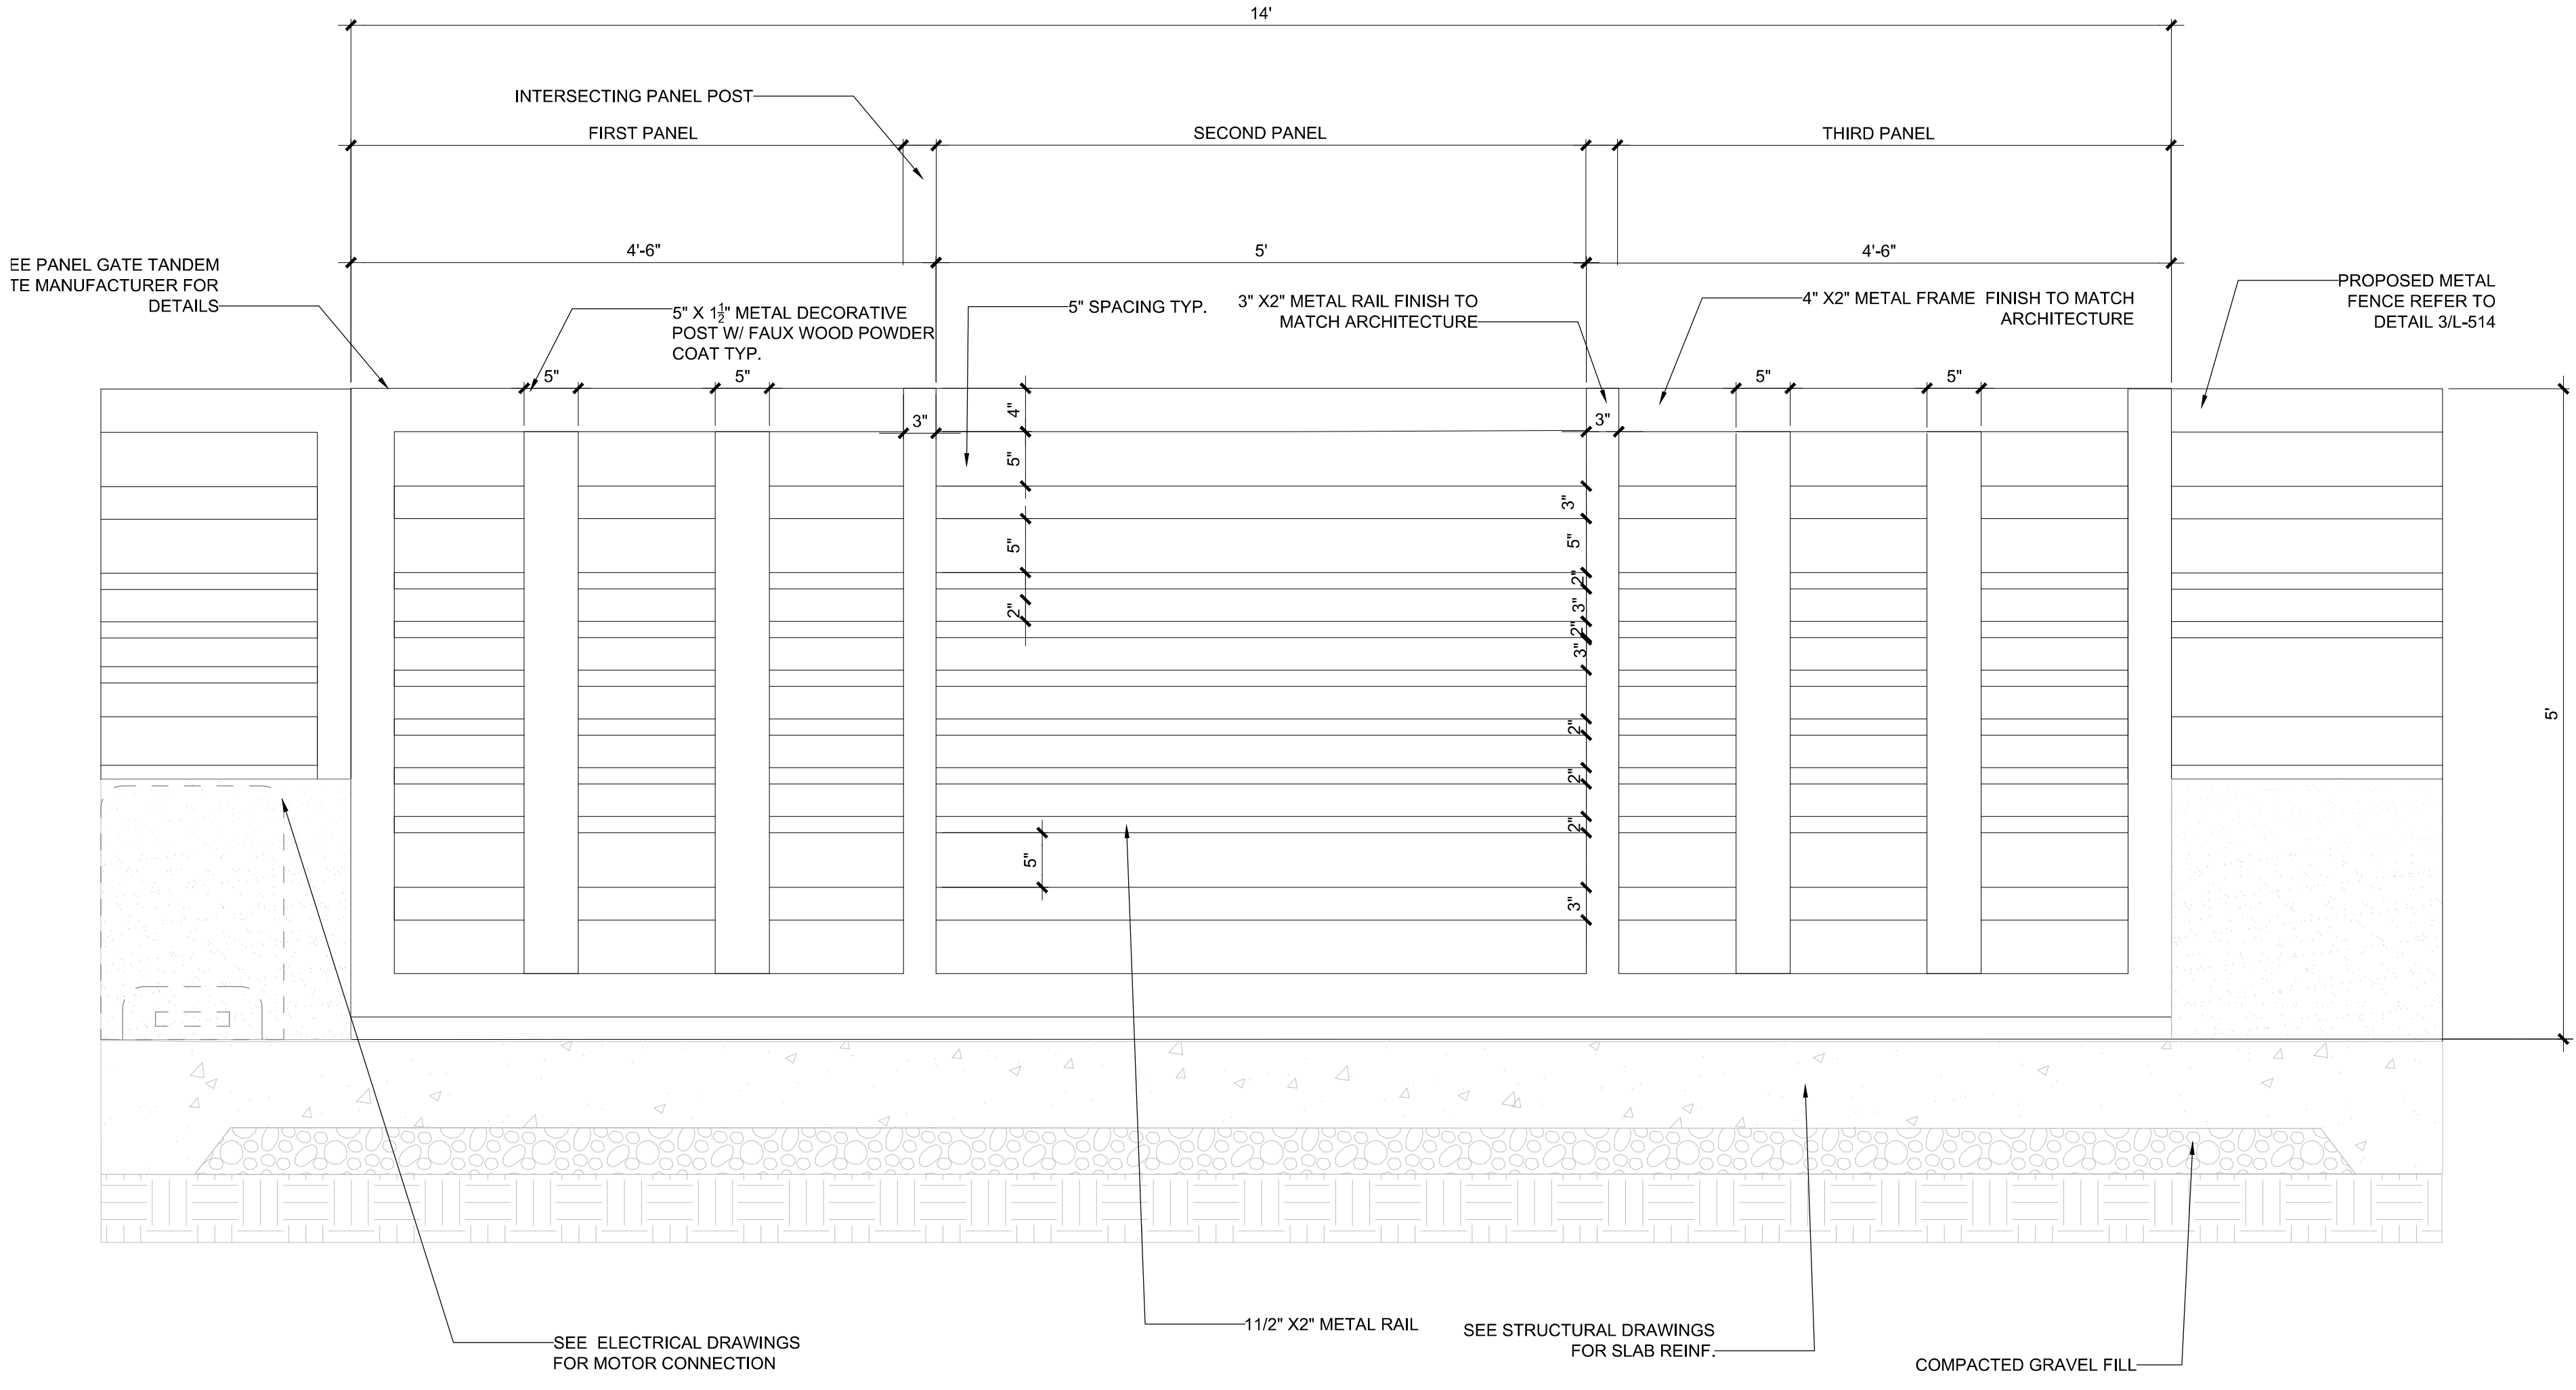 14'
INTERSECTING PANEL POST
FIRST PANEL
SECOND PANEL
THIRD PANEL
4'-6"
5'
4'-6"
EE PANEL GATE TANDEM
TE MANUFACTURER FOR
DETAILS
5" X 1½" METAL DECORATIVE
POST W/ FAUX WOOD POWDER
COAT TYP.
5" SPACING TYP.
3" X2" METAL RAIL FINISH TO
MATCH ARCHITECTURE
4" X2" METAL FRAME FINISH TO MATCH
ARCHITECTURE
PROPOSED METAL
FENCE REFER TO
DETAIL 3/L-514
5"
5"
5"
5"
3"
4"
3"
5"
3"
5"
5"
2"
2"
3"
2"
3"
2"
2"
2"
5"
3"
5'
11/2" X2" METAL RAIL
SEE STRUCTURAL DRAWINGS
FOR SLAB REINF.
SEE ELECTRICAL DRAWINGS
FOR MOTOR CONNECTION
COMPACTED GRAVEL FILL